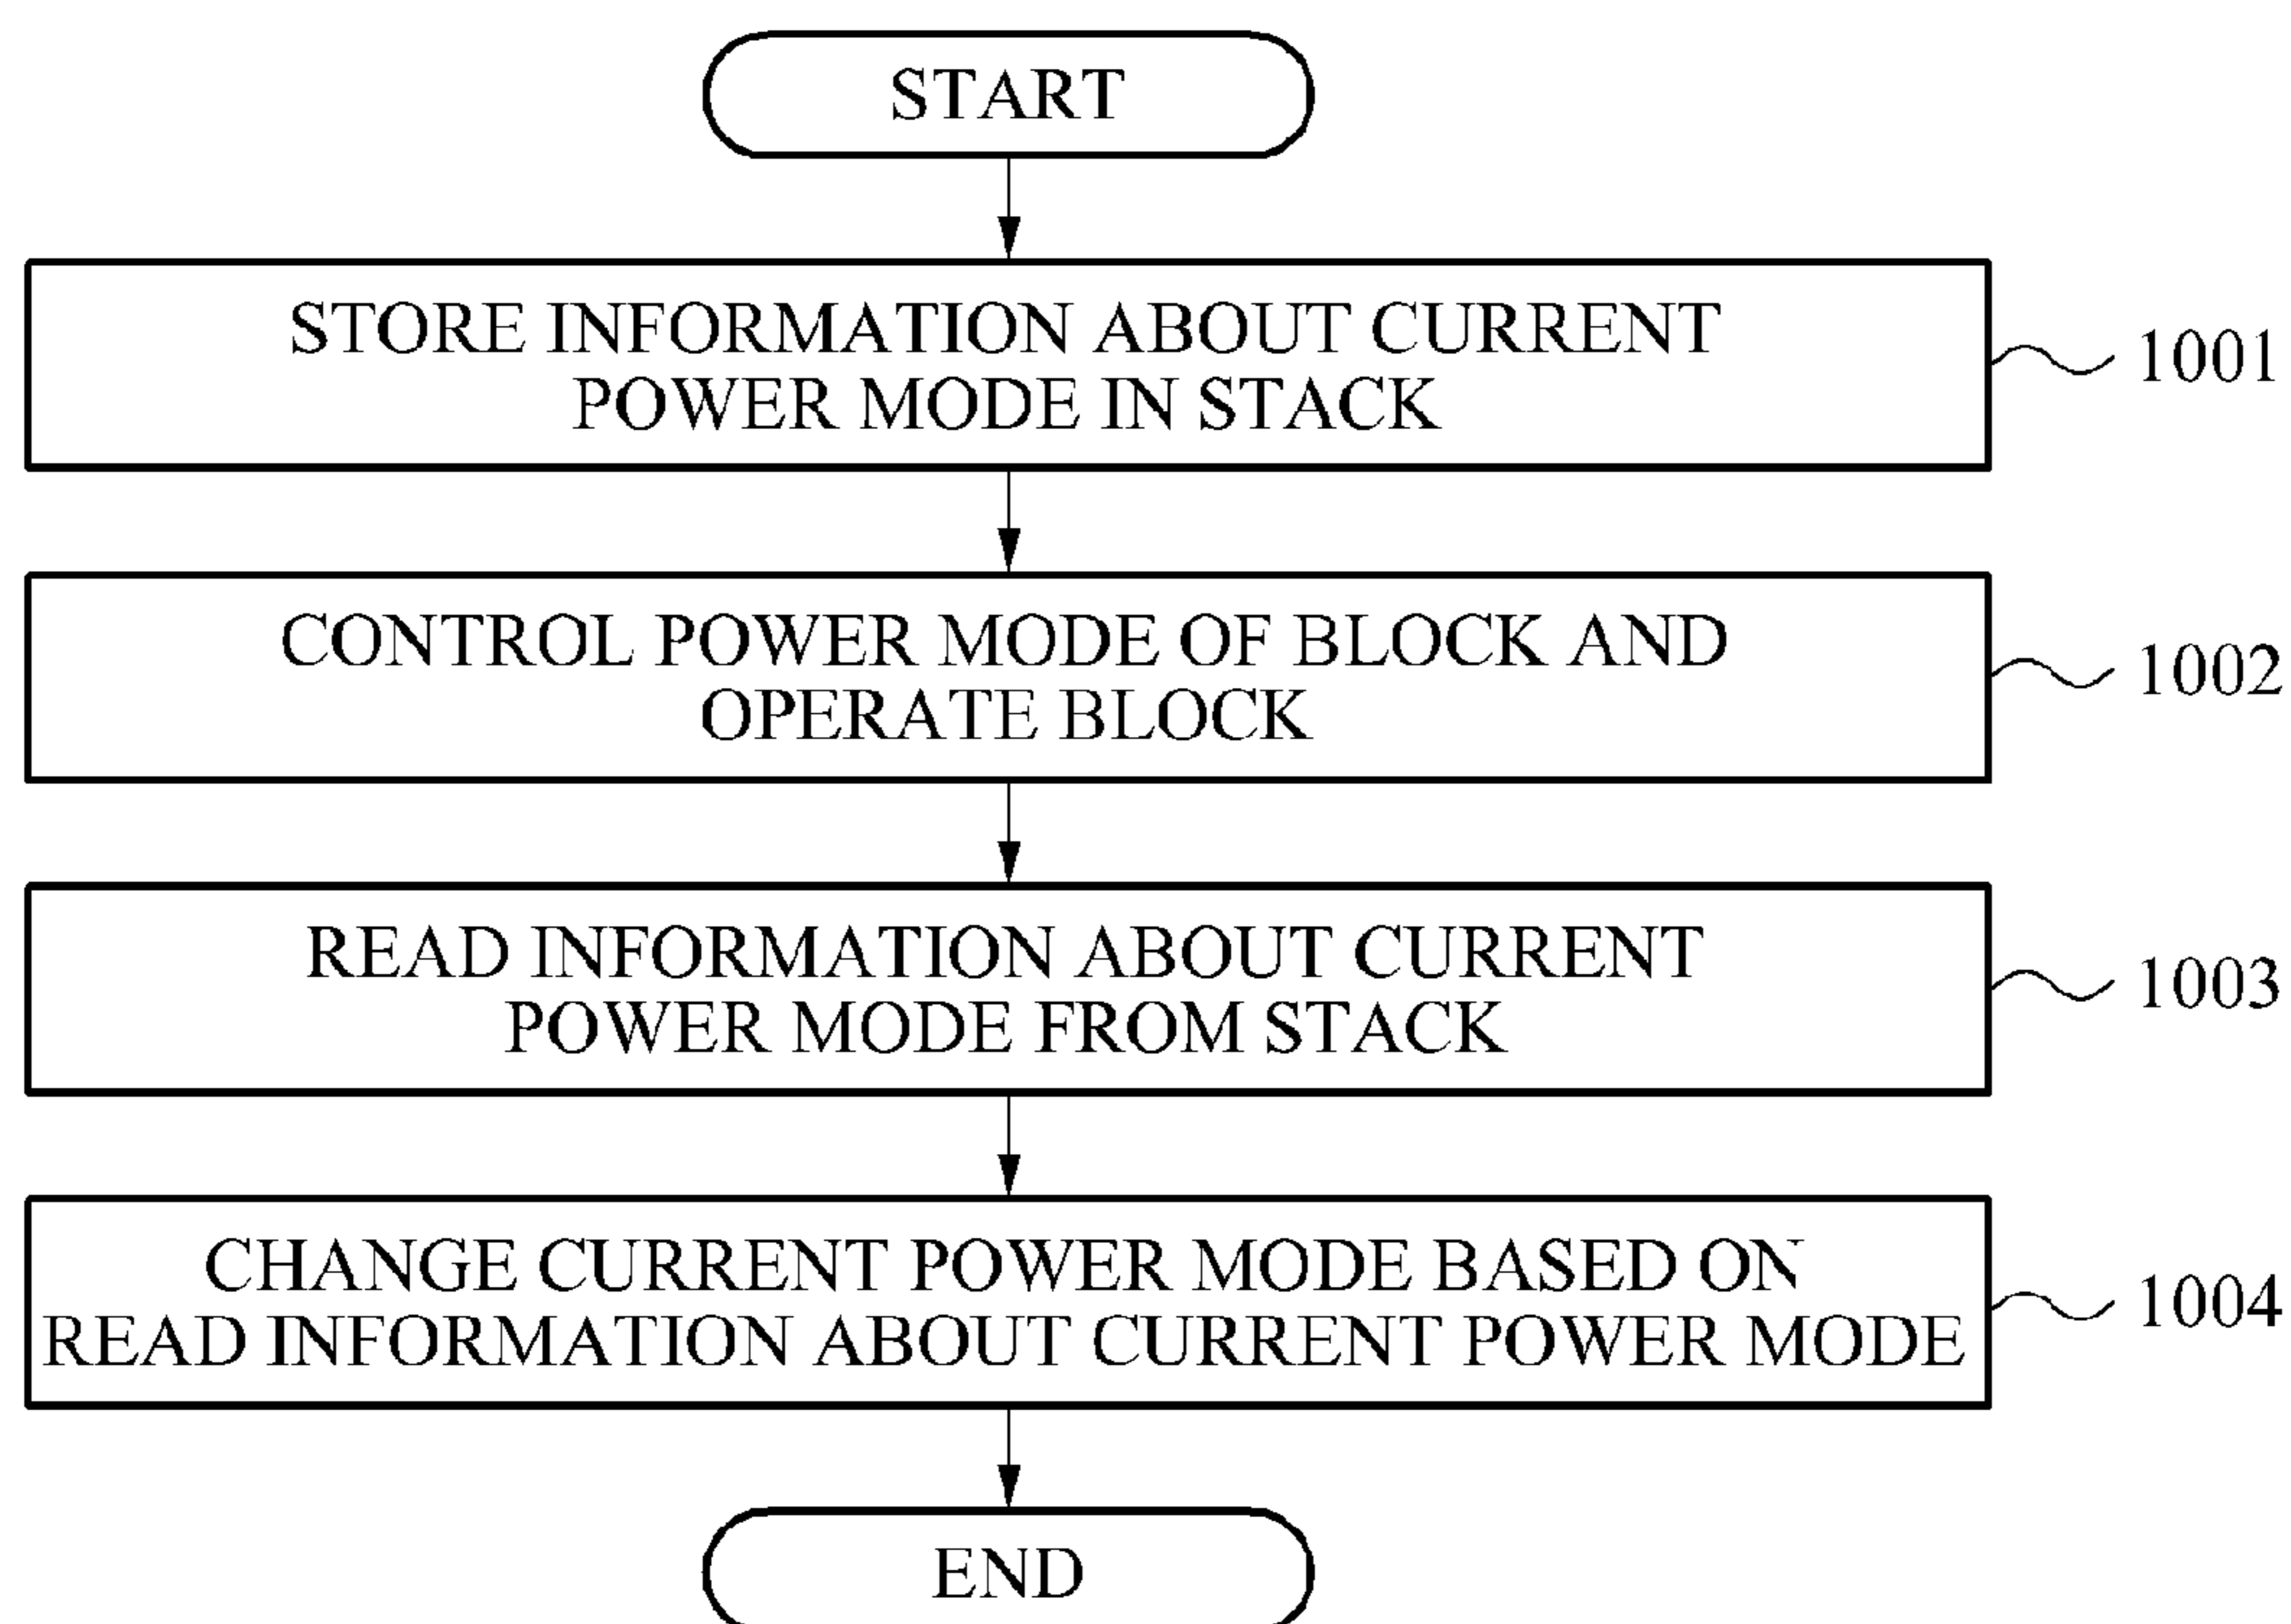 START
STORE INFORMATION ABOUT CURRENT
POWER MODE IN STACK
1001
CONTROL POWER MODE OF BLOCK AND
OPERATE BLOCK
1002
READ INFORMATION ABOUT CURRENT
POWER MODE FROM STACK
1003
CHANGE CURRENT POWER MODE BASED ON
READ INFORMATION ABOUT CURRENT POWER MODE
1004
END